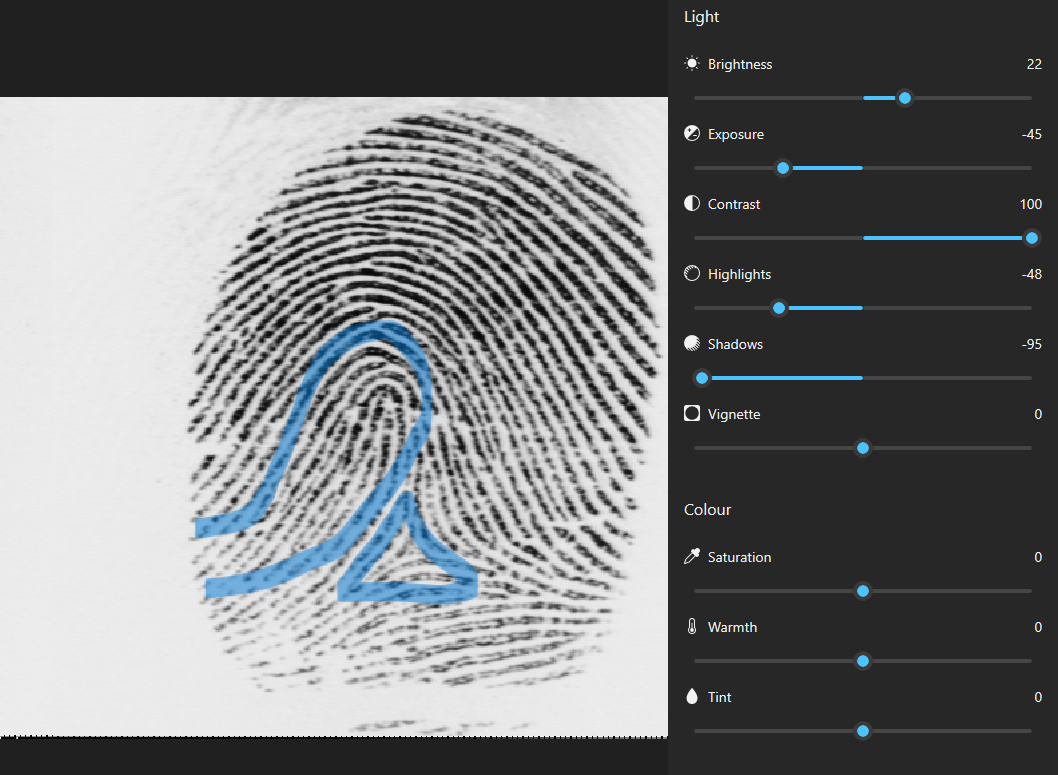 Light
Brightness 22
Exposure -45
Contrast 100
Highlights -48
Shadows -95
Vignette 0
Colour
Saturation 0
Warmth 0
Tint 0